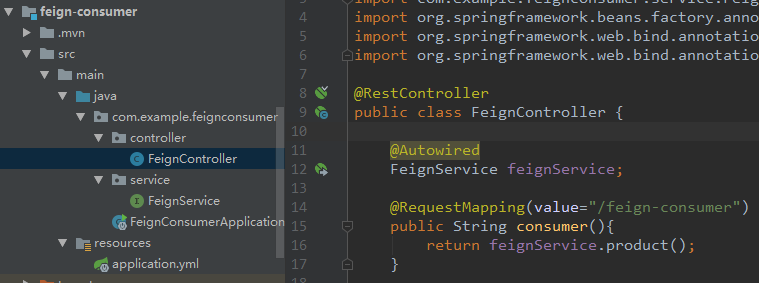 feign-consumer
.mvn
src
main
java
com.example.feignconsumer
controller
FeignController
service
FeignService
FeignConsumerApplication
resources
application.yml
import com.example.feignconsumer.service.Feign
4 import org.springframework.beans.factory.anno
5 import org.springframework.web.bind.annotatio
6 import org.springframework.web.bind.annotatio
7
8 @RestController
9 public class FeignController {
10
11 @Autowired
12 FeignService feignService;
13
14 @RequestMapping(value="/feign-consumer")
15 public String consumer(){
16 return feignService.product();
17 }